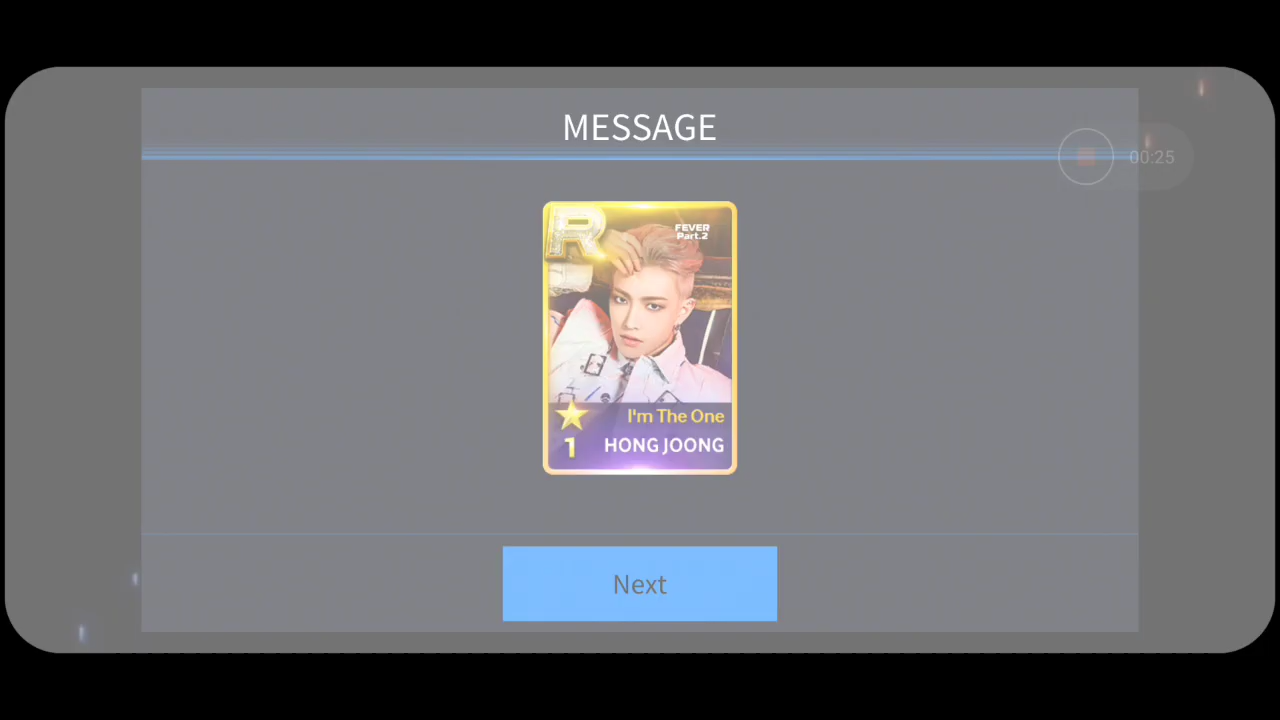 MESSAGE
00:25
R
FEVER
Part.2
I'm The One
1
HONG JOONG
Next